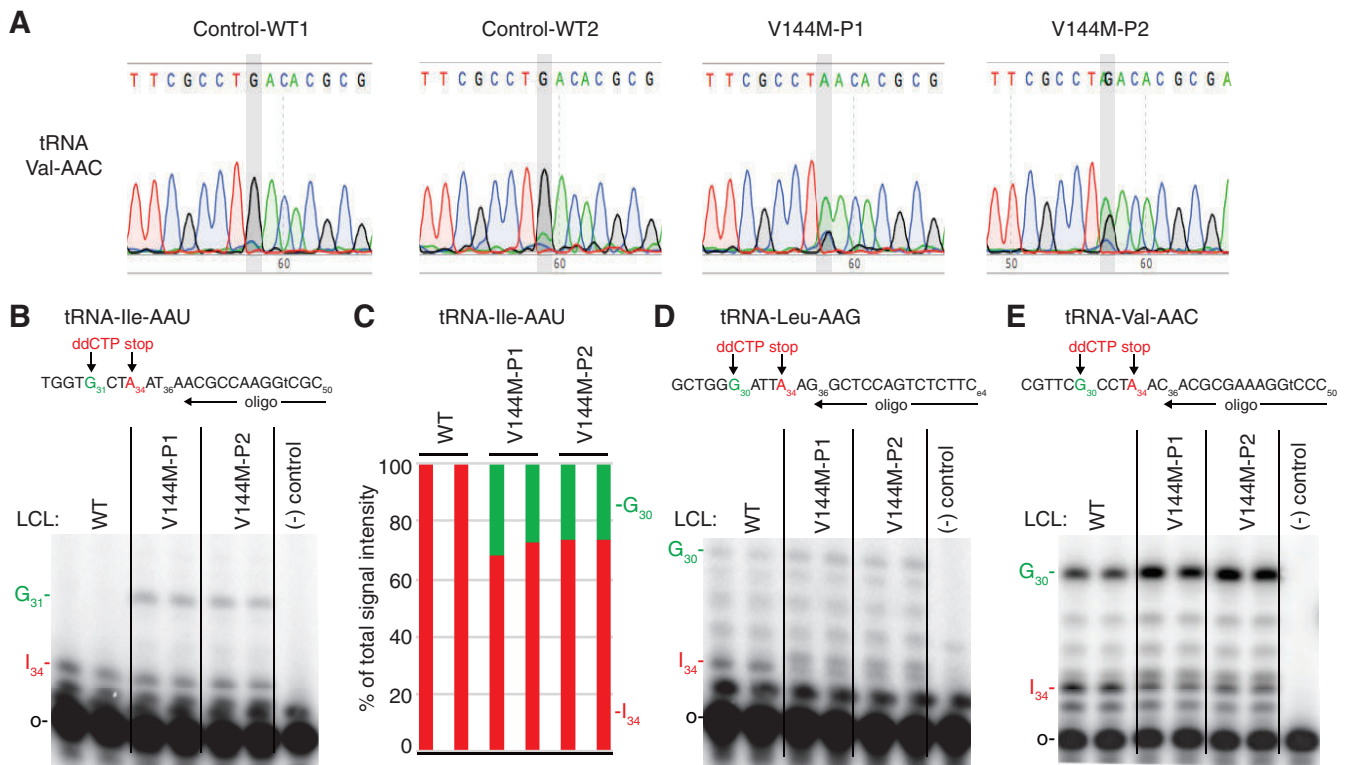 A
Control-WT1 Control-WT2 V144M-P1 V144M-P2
T T C G C C T G A C A C G C G
T T C G C C T G A C A C G C G
T T C G C C T A A C A C G C G
T T C G C C T G A C A C G C G A
tRNA
Val-AAC
60 60 60 50 60
B
tRNA-Ile-AAU
ddCTP stop
TGGTG31CTA34AT36AACGCCAAGGtCGC50
oligo
LCL: WT V144M-P1 V144M-P2 (-) control
G31-
I34-
o-
C
tRNA-Ile-AAU
WT V144M-P1 V144M-P2
% of total signal intensity
100
80
60
40
20
0
-G30
-I34
D
tRNA-Leu-AAG
ddCTP stop
GCTGGG30ATTA34AG36GCTCCAGTCTCTTC64
oligo
LCL: WT V144M-P1 V144M-P2 (-) control
G30-
I34-
o-
E
tRNA-Val-AAC
ddCTP stop
CGTTCG30CCTA34AC36ACGCGAAAGGtCCC50
oligo
LCL: WT V144M-P1 V144M-P2 (-) control
G30-
I34-
o-